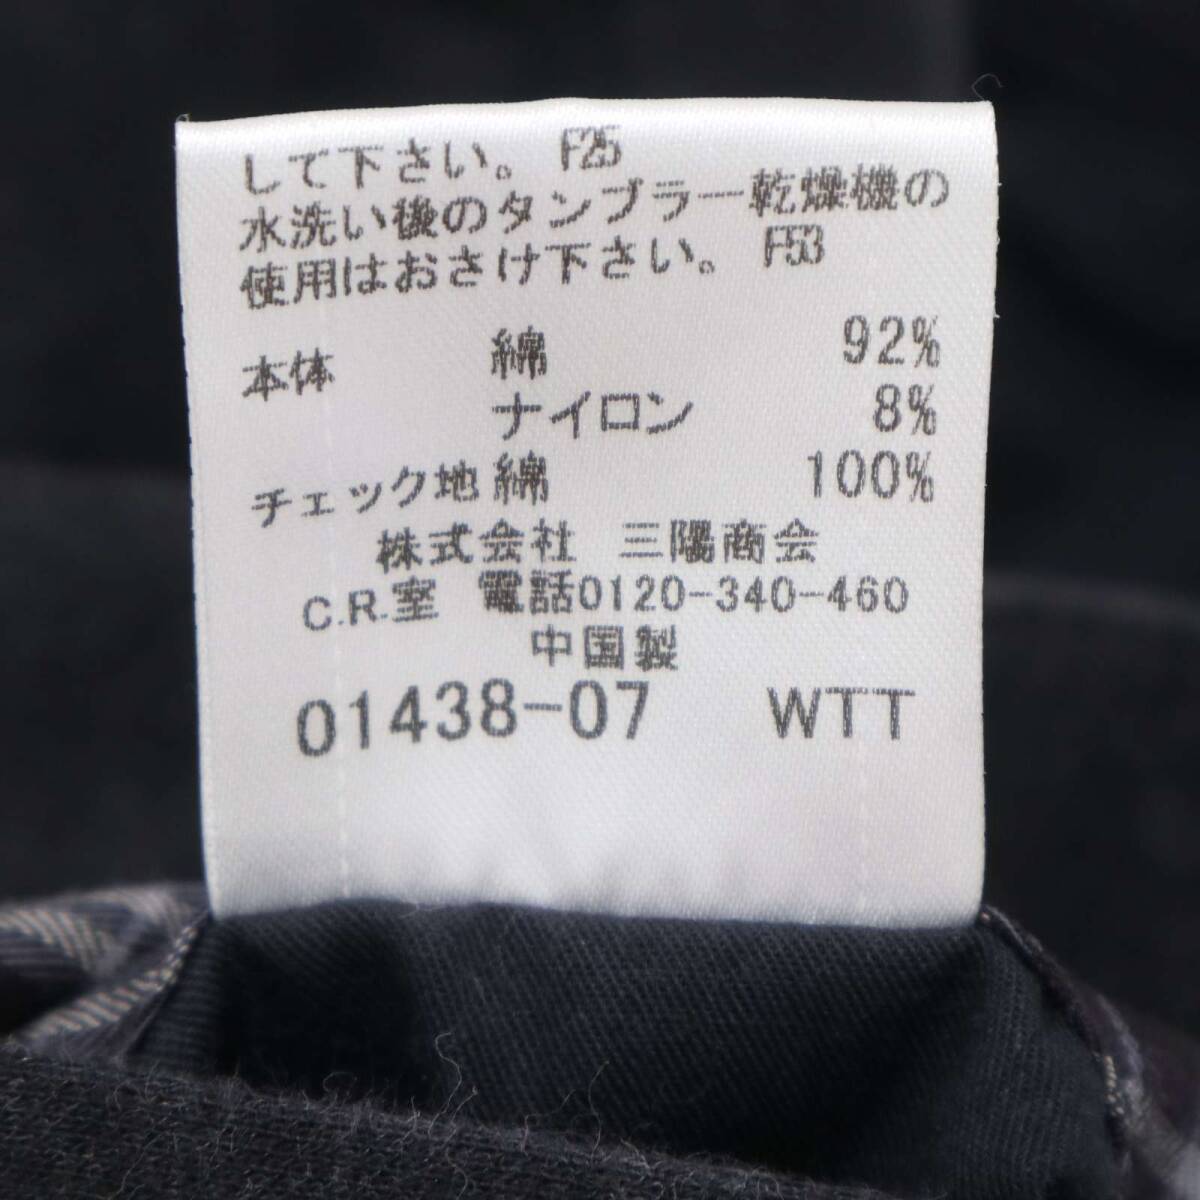 して下さい。 F25
水洗い後のタンブラー乾燥機の
使用はおさけ下さい。 F53
本体 綿 92%
ナイロン 8%
チェック地 綿 100%
株式会社 三陽商会
C.R.室 電話0120-340-460
中国製
01438-07 WTT